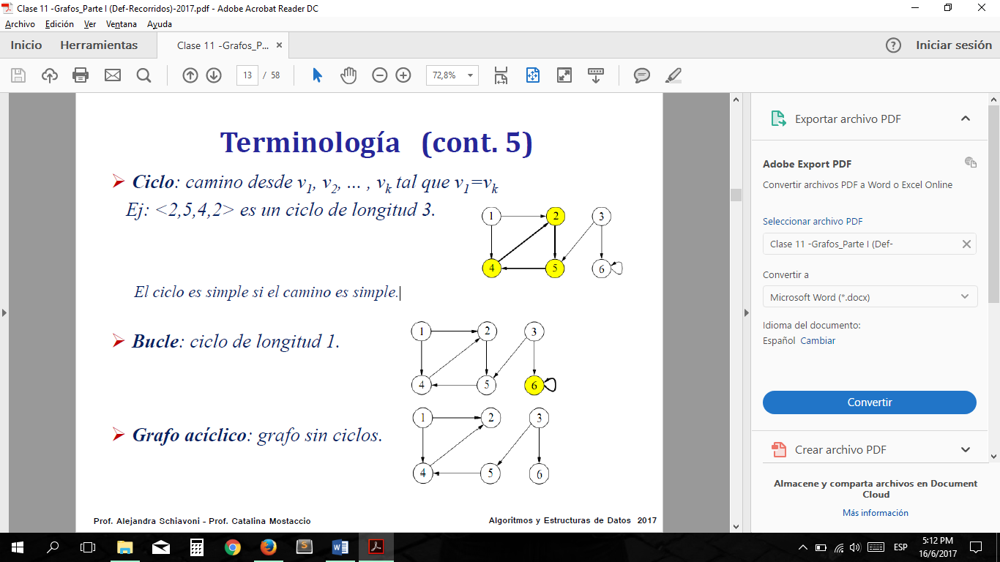 Clase 11 -Grafos_Parte I (Def-Recorridos)-2017.pdf - Adobe Acrobat Reader DC
Archivo Edición Ver Ventana Ayuda
Inicio Herramientas Clase 11 -Grafos_P... × ? Iniciar sesión
13 / 58 72,8%
Exportar archivo PDF
Adobe Export PDF
Convertir archivos PDF a Word o Excel Online
Seleccionar archivo PDF
Clase 11 -Grafos_Parte I (Def-
Convertir a
Microsoft Word (*.docx)
Idioma del documento:
Español Cambiar
Convertir
Crear archivo PDF
Almacene y comparta archivos en Document
Cloud
Más información
Terminología (cont. 5)
Ciclo: camino desde v1, v2, ... , vk tal que v1=vk
Ej: <2,5,4,2> es un ciclo de longitud 3.
1 2 3
4 5 6
El ciclo es simple si el camino es simple.
Bucle: ciclo de longitud 1.
1 2 3
4 5 6
Grafo acíclico: grafo sin ciclos.
1 2 3
4 5 6
Prof. Alejandra Schiavoni - Prof. Catalina Mostaccio
Algoritmos y Estructuras de Datos 2017
ESP
5:12 PM
16/6/2017